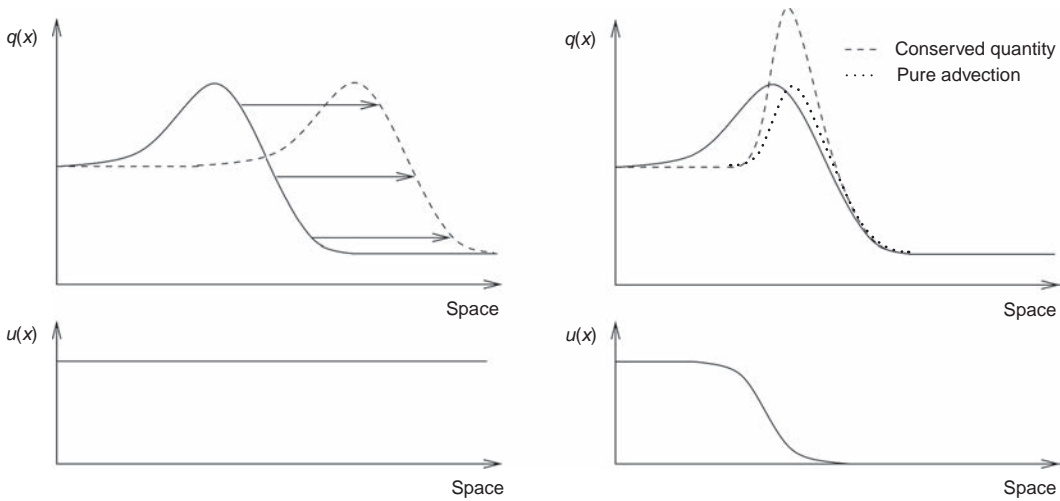 q(x)
Space
u(x)
Space
q(x)
Conserved quantity
Pure advection
Space
u(x)
Space